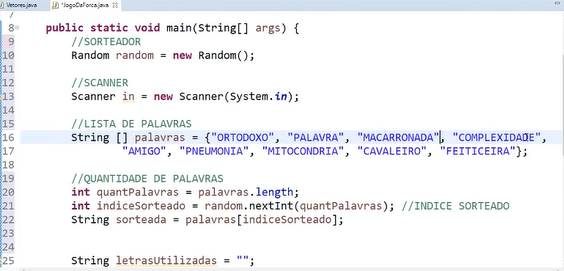 Vetores.java *JogoDaForca.java
7
8 public static void main(String[] args) {
9 //SORTEADOR
10 Random random = new Random();
11
12 //SCANNER
13 Scanner in = new Scanner(System.in);
14
15 //LISTA DE PALAVRAS
16 String [] palavras = {"ORTODOXO", "PALAVRA", "MACARRONADA", "COMPLEXIDADE",
17 "AMIGO", "PNEUMONIA", "MITOCONDRIA", "CAVALEIRO", "FEITICEIRA"};
18
19 //QUANTIDADE DE PALAVRAS
20 int quantPalavras = palavras.length;
21 int indiceSorteado = random.nextInt(quantPalavras); //INDICE SORTEADO
22 String sorteada = palavras[indiceSorteado];
23
24
25 String letrasUtilizadas = "";